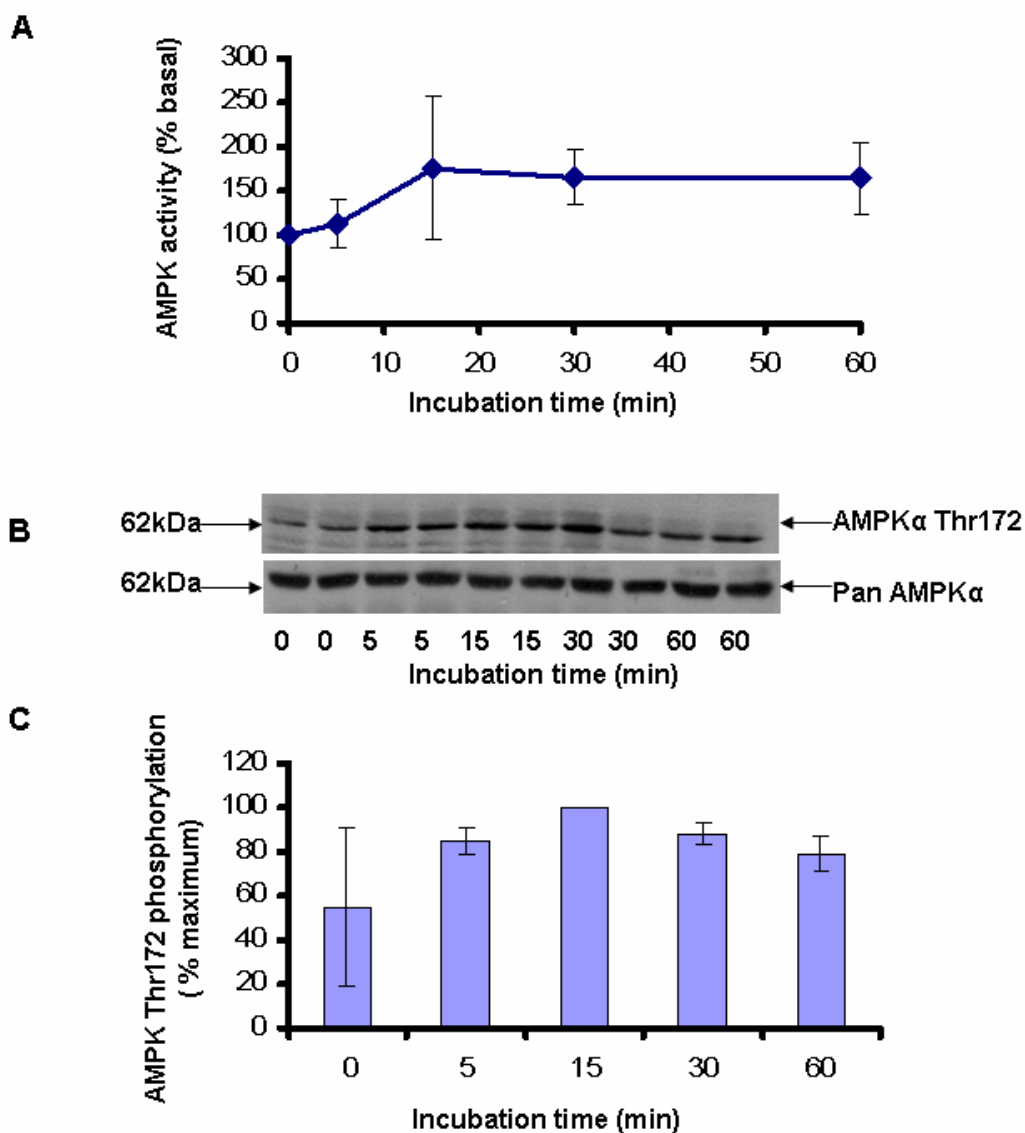 A
300
250
200
150
100
50
0
AMPK activity (% basal)
0 10 20 30 40 50 60
Incubation time (min)
B
62kDa
AMPKα Thr172
62kDa
Pan AMPKα
0 0 5 5 15 15 30 30 60 60
Incubation time (min)
C
120
100
80
60
40
20
0
AMPK Thr172 phosphorylation
( % maximum)
0 5 15 30 60
Incubation time (min)